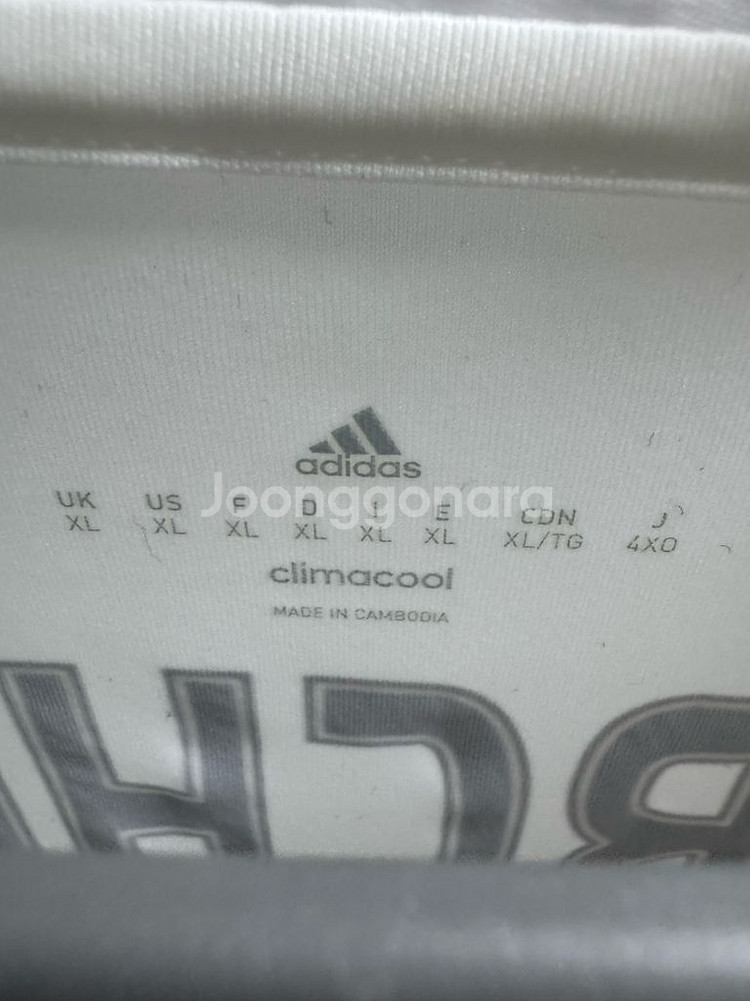 adidas
Joonggonara
UK US F D I E CDN J
XL XL XL XL XL XL XL/TG 4XO
climacool
MADE IN CAMBODIA